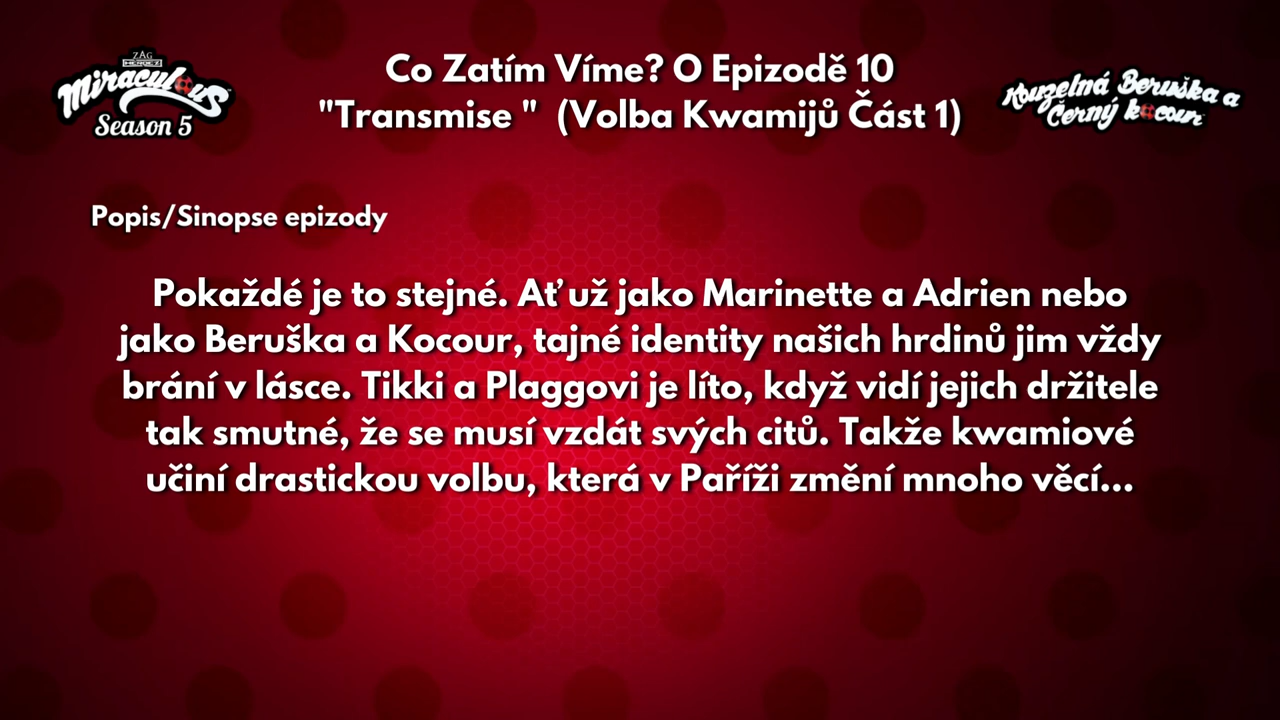 ZAG
HEROEZ
Miraculous
Season 5
Co Zatím Víme? O Epizodě 10
"Transmise " (Volba Kwamijů Část 1)
Kouzelná Beruška a
Černý kocour
Popis/Sinopse epizody
Pokaždé je to stejné. Ať už jako Marinette a Adrien nebo
jako Beruška a Kocour, tajné identity našich hrdinů jim vždy
brání v lásce. Tikki a Plaggovi je líto, když vidí jejich držitele
tak smutné, že se musí vzdát svých citů. Takže kwamiové
učiní drastickou volbu, která v Paříži změní mnoho věcí...